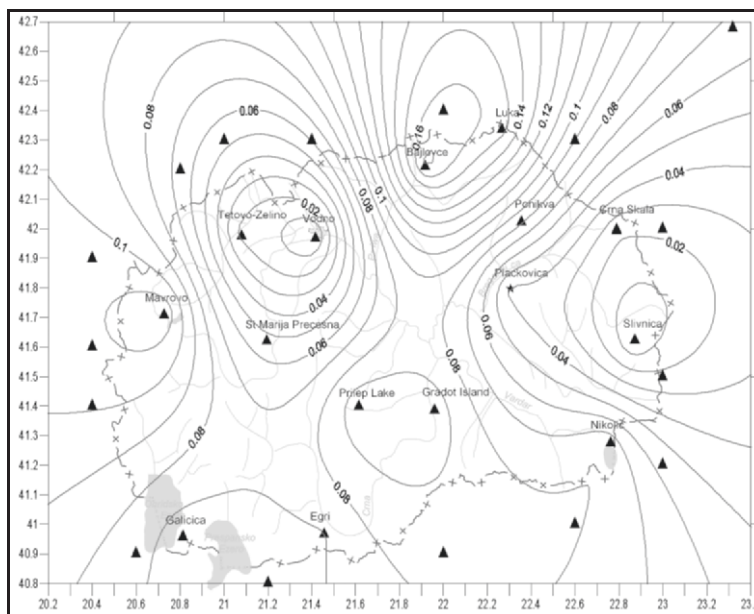 42.7
42.6
42.5
42.4
42.3
42.2
42.1
42
41.9
41.8
41.7
41.6
41.5
41.4
41.3
41.2
41.1
41
40.9
40.8
0.08
0.06
0.16
Luke
0.14
0.12
0.1
0.08
0.06
Bajlovce
0.1
0.04
0.08
0.02
Ponikva
Crna Skala
Tetovo-Zelino
Vodno
0.02
0.1
Plackovica
Mavrovo
0.04
St Marija Precesna
0.06
0.06
0.04
Slivnica
0.08
Prilep Lake
Gradot Island
Vardar
0.08
Nikolic
0.08
Crna
Galicica
Egri
20.2 20.4 20.6 20.8 21 21.2 21.4 21.6 21.8 22 22.2 22.4 22.6 22.8 23 23.2